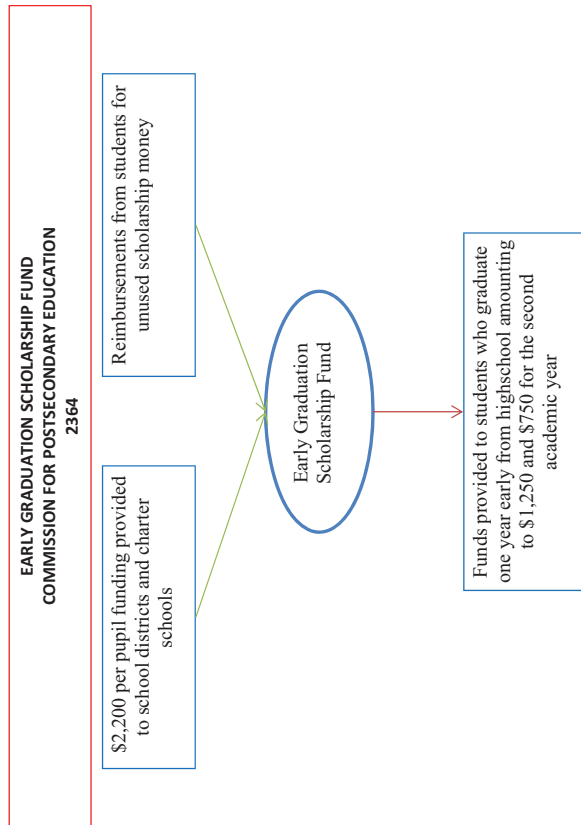 EARLY GRADUATION SCHOLARSHIP FUND
COMMISSION FOR POSTSECONDARY EDUCATION
2364
$2,200 per pupil funding provided
to school districts and charter
schools
Reimbursements from students for
unused scholarship money
Early Graduation
Scholarship Fund
Funds provided to students who graduate
one year early from highschool amounting
to $1,250 and $750 for the second
academic year